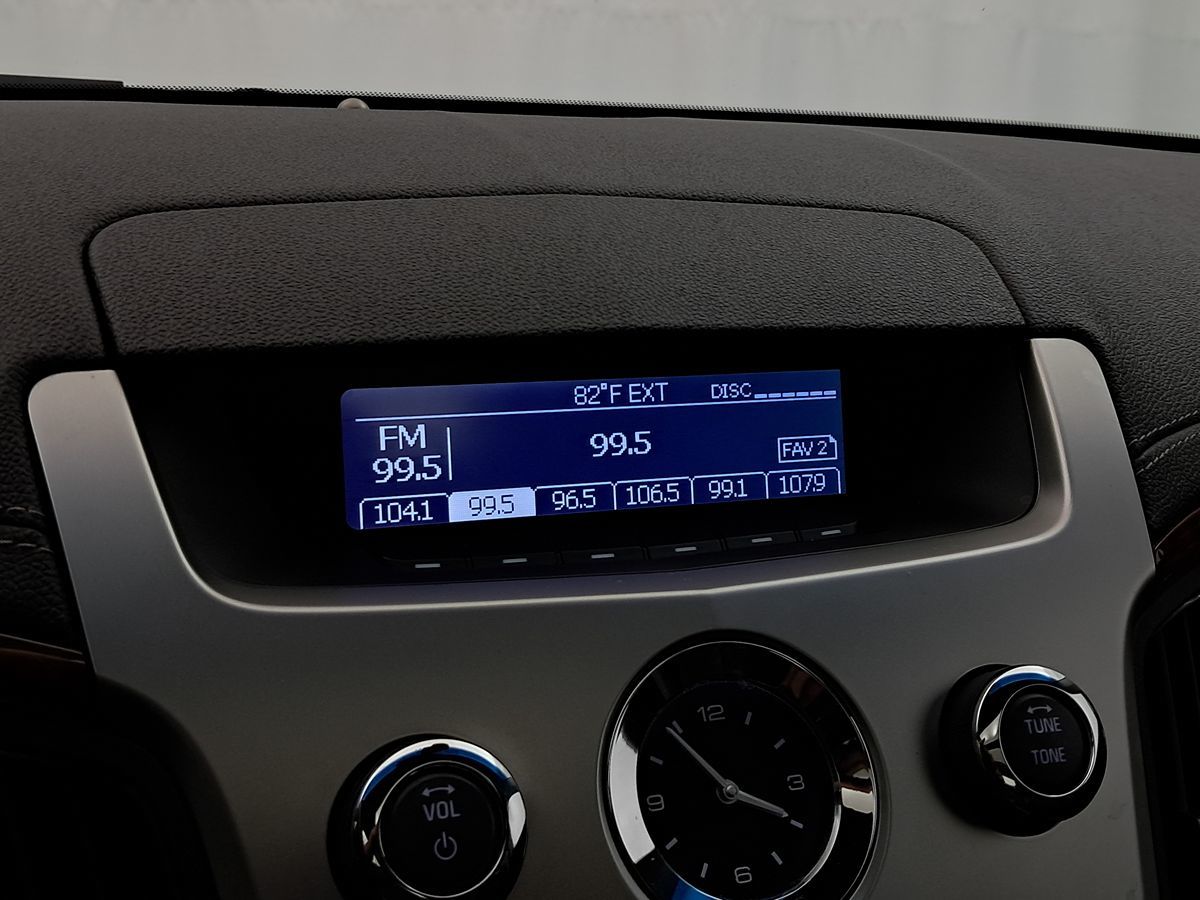 82°F EXT DISC
FM 99.5
99.5
FAV 2
104.1 99.5 96.5 106.5 99.1 107.9
12
3
6
9
VOL
TUNE
TONE